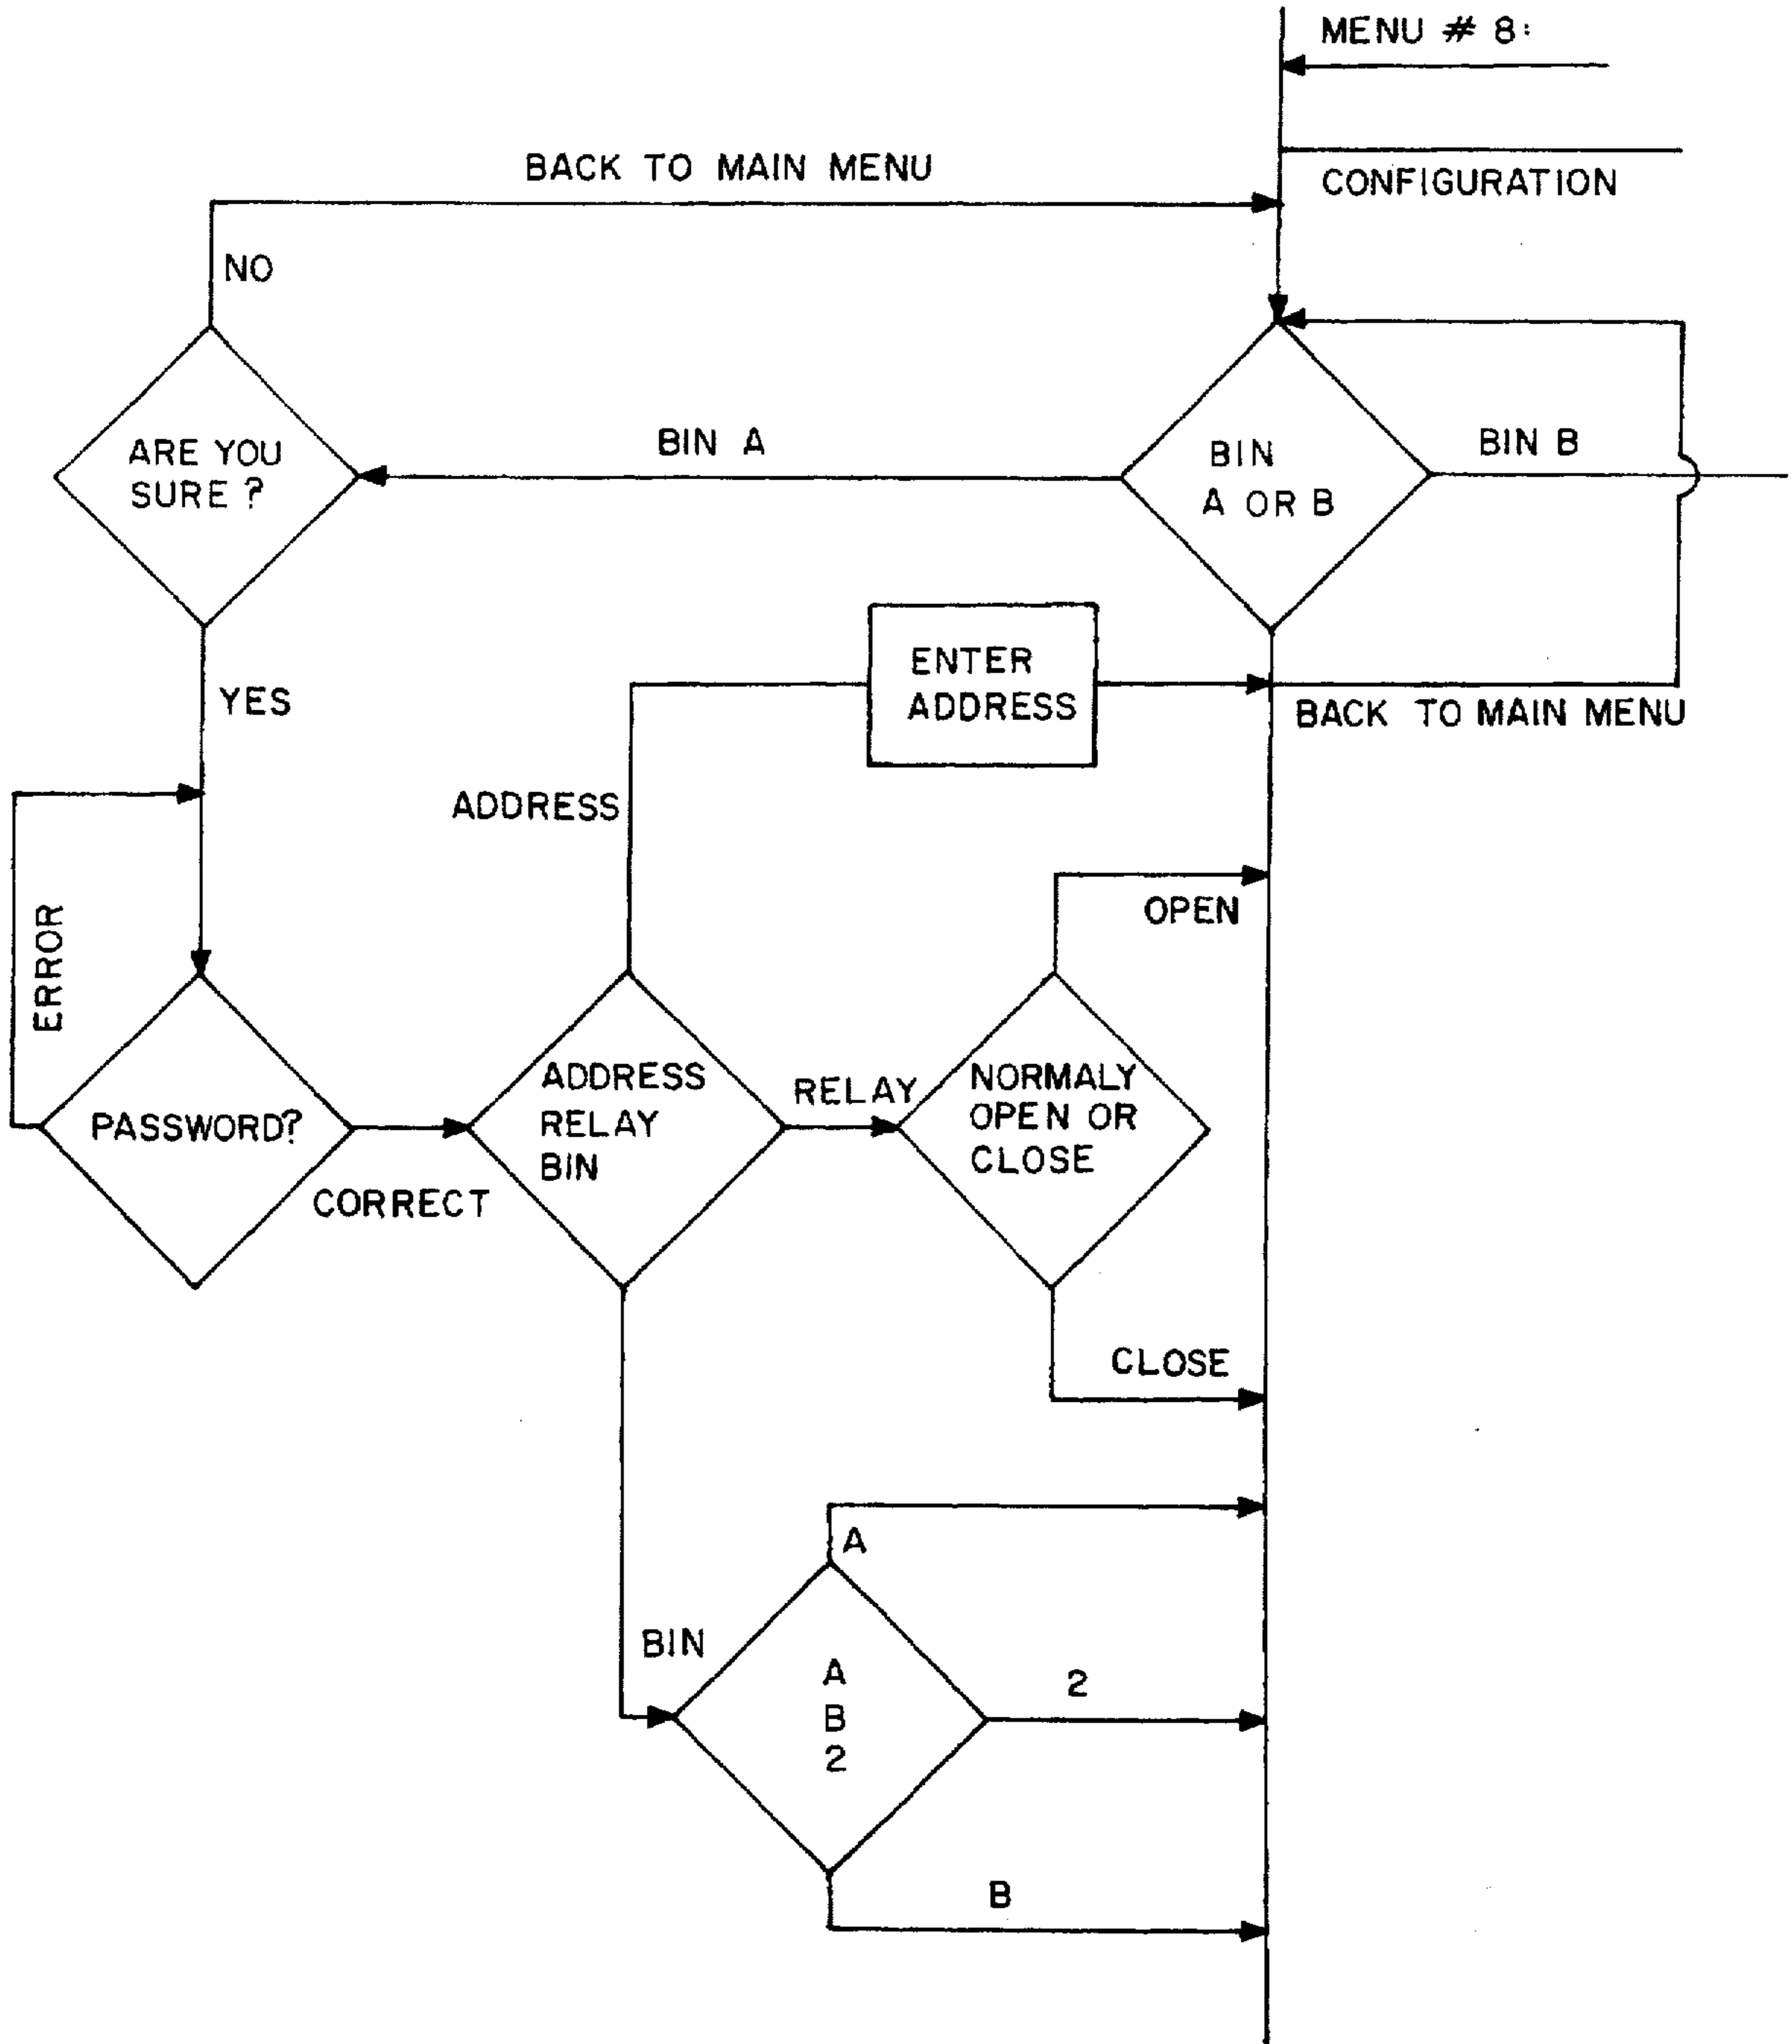 MENU # 8:
BACK TO MAIN MENU
CONFIGURATION
NO
ARE YOU
SURE ?
BIN A
BIN
A OR B
BIN B
YES
ENTER
ADDRESS
BACK TO MAIN MENU
ADDRESS
OPEN
ERROR
PASSWORD?
CORRECT
ADDRESS
RELAY
BIN
RELAY
NORMALY
OPEN OR
CLOSE
CLOSE
A
BIN
A
B
2
2
B